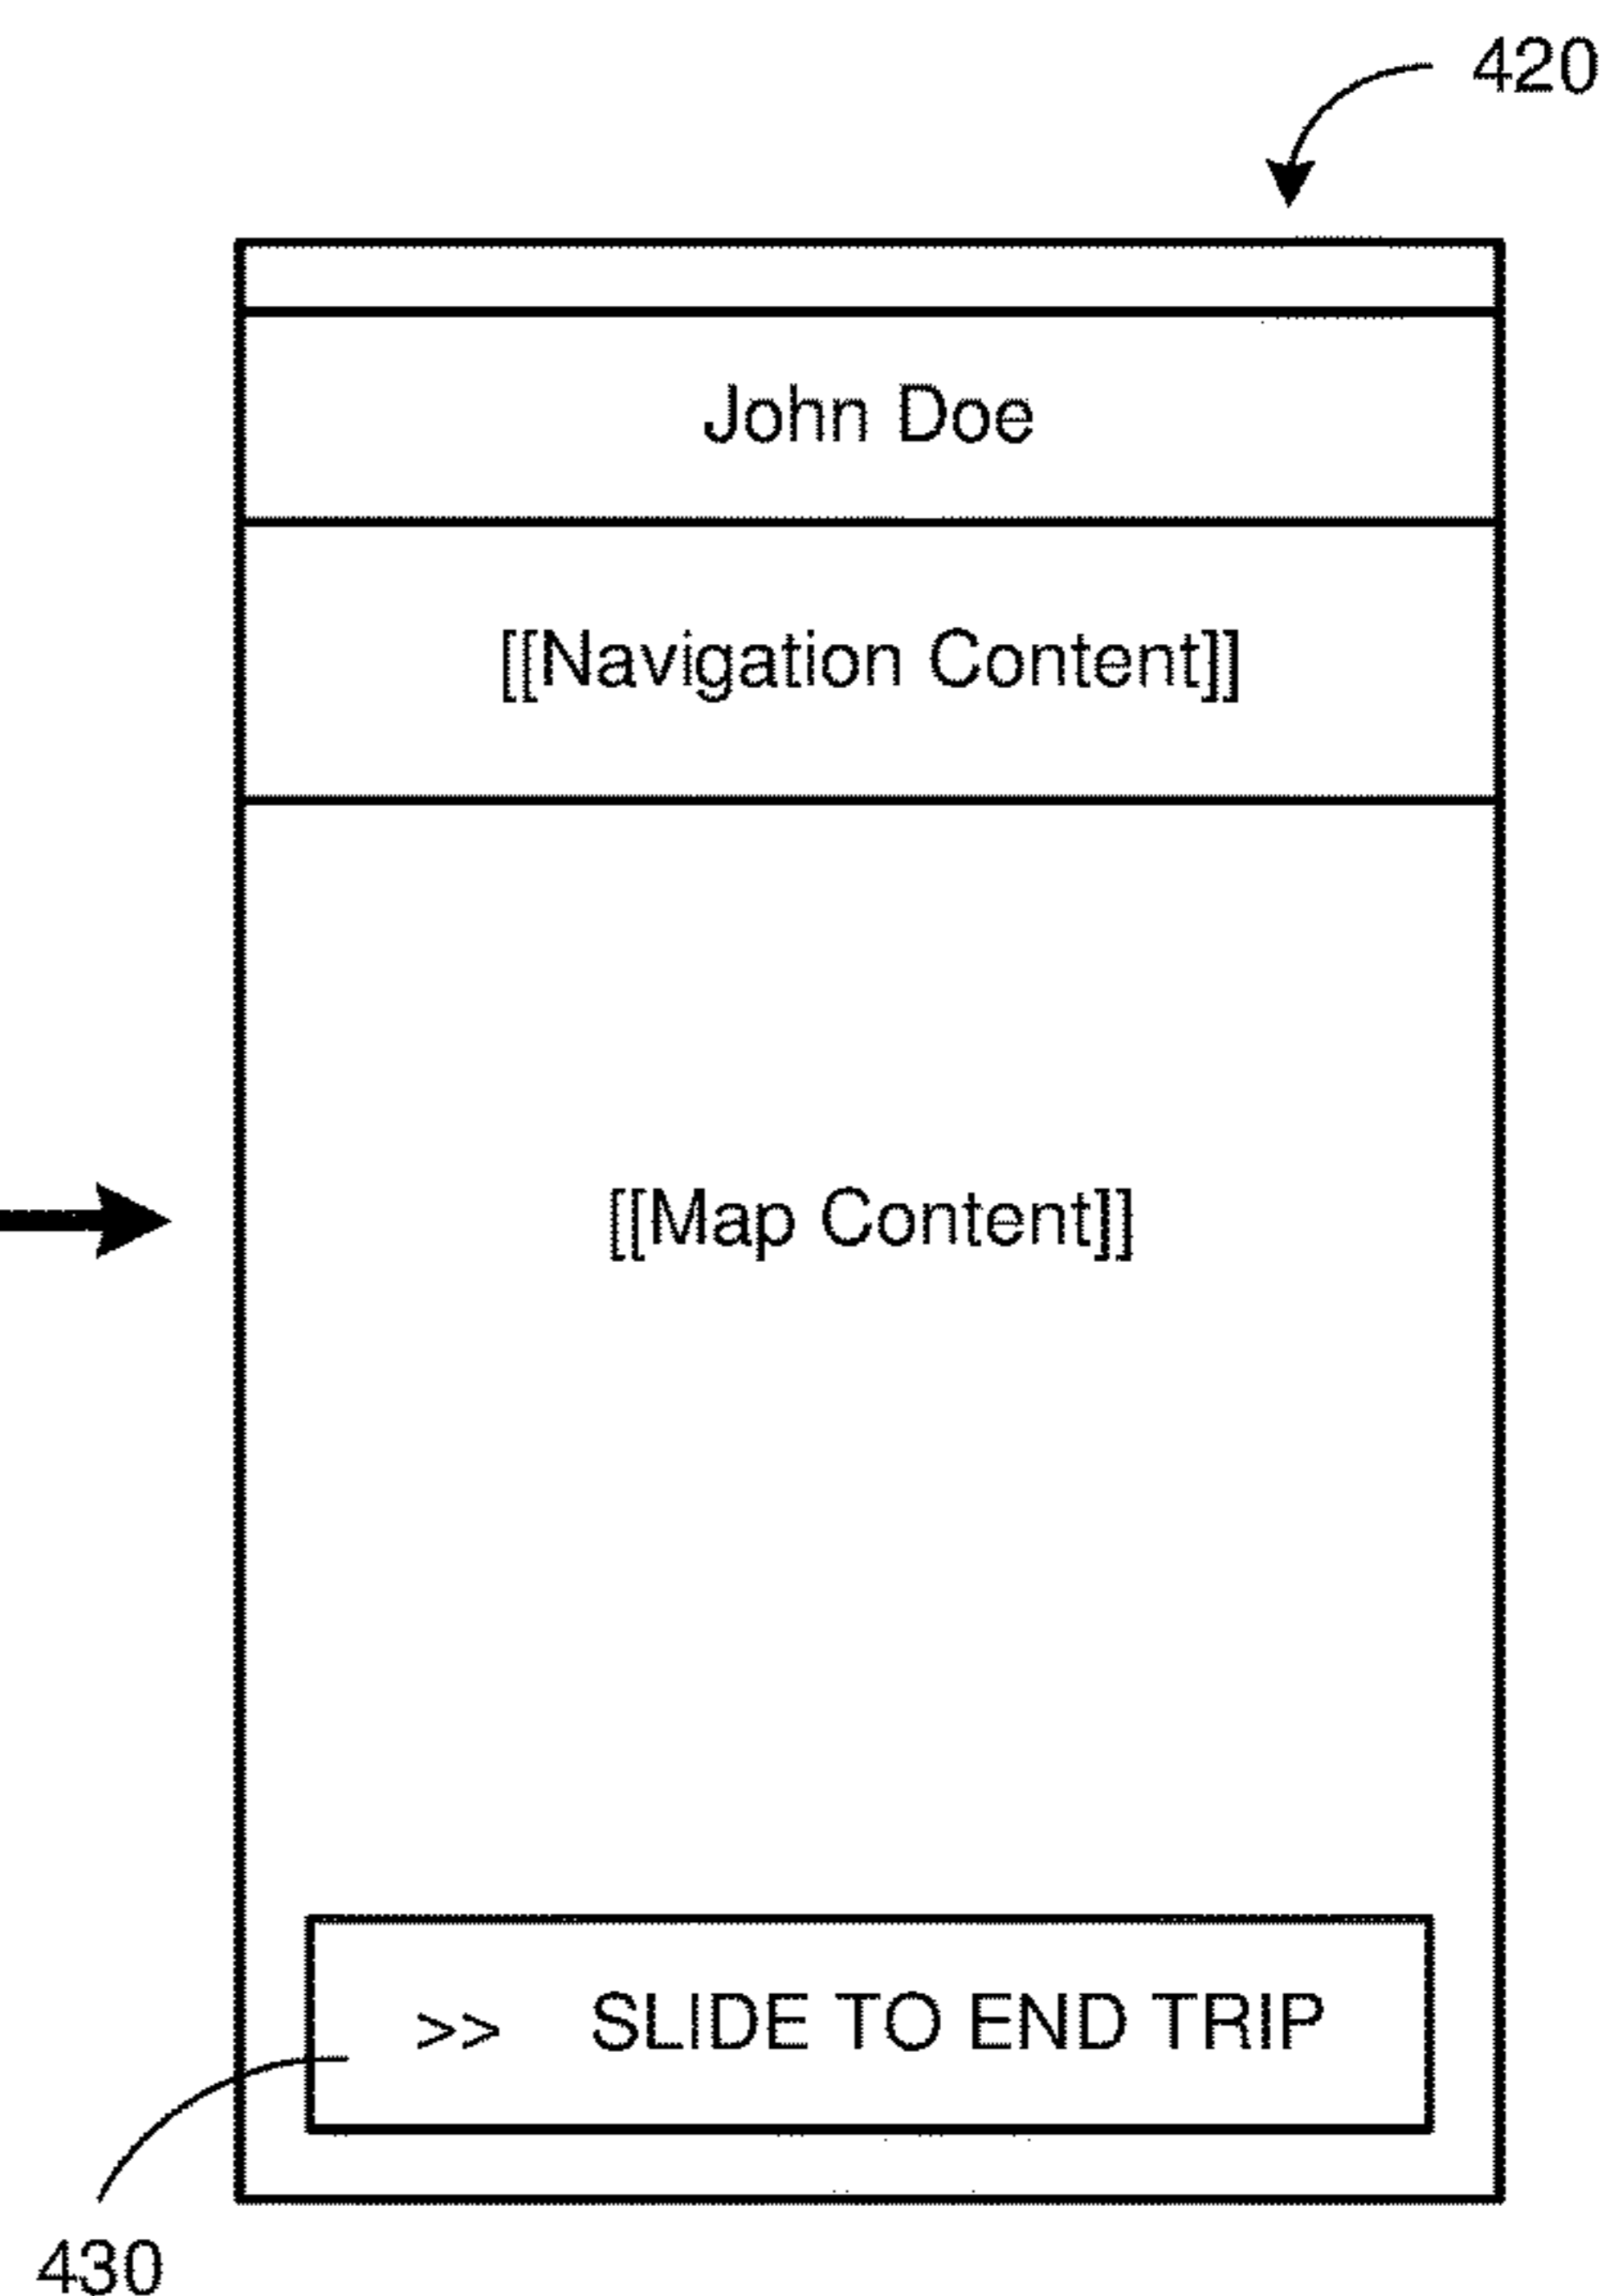 420
John Doe
[[Navigation Content]]
[[Map Content]]
>> SLIDE TO END TRIP
430